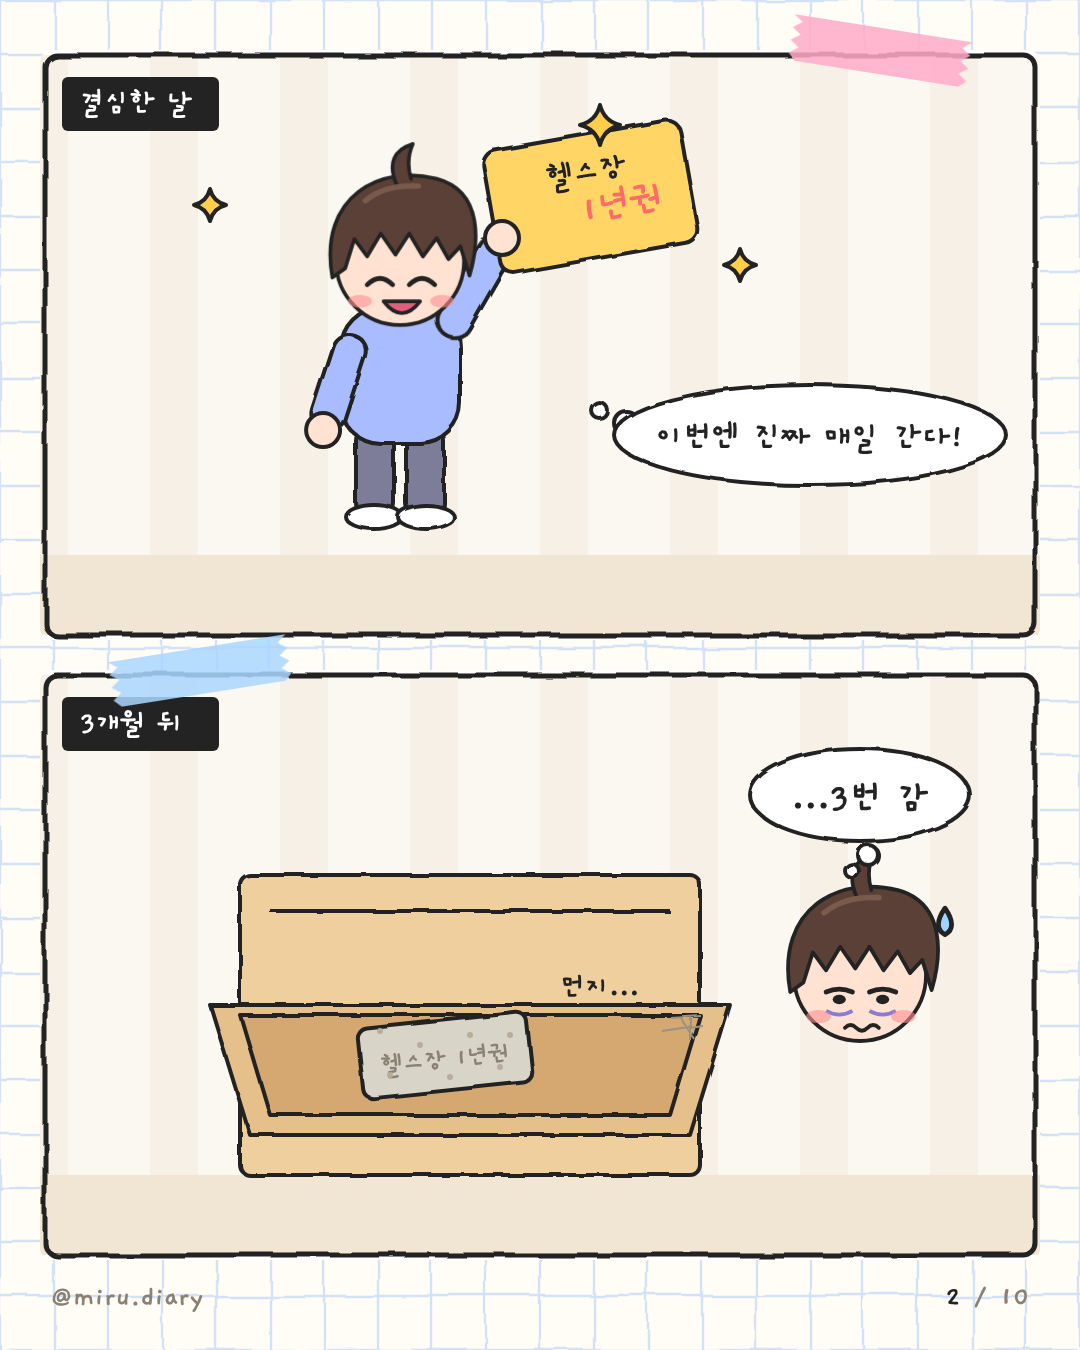 결심한 날
헬스장
1년권
이번엔 진짜 매일 간다!
3개월 뒤
...3번 감
먼지...
헬스장 1년권
@miru.diary
2 / 10